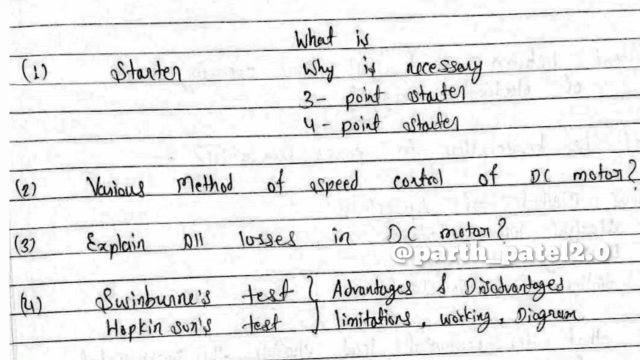 What is
(1) Starter Why is necessary
3 - point starter
4 - point starter
(2) Various Method of speed control of DC motor?
(3) Explain All losses in DC motor?
@parth_patel2.0
(4) Swinburne's test } Advantages & Disadvantages
Hopkinson's test } limitations, working, Diagram